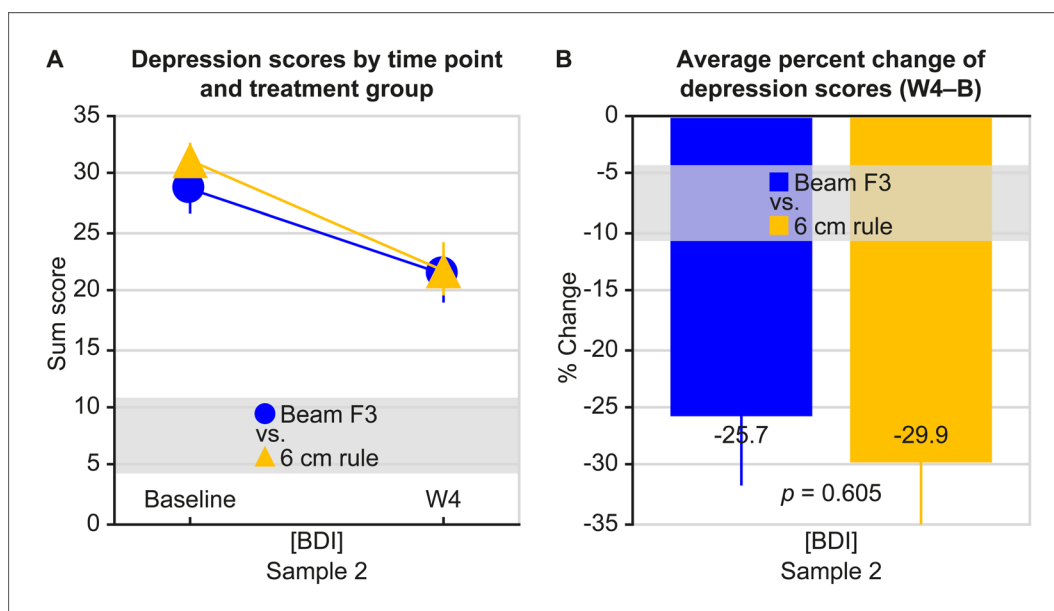 A
Depression scores by time point
and treatment group
35
30
25
20
15
10
5
0
Sum score
Beam F3
vs.
6 cm rule
Baseline
W4
[BDI]
Sample 2
B
Average percent change of
depression scores (W4–B)
0
-5
-10
-15
-20
-25
-30
-35
% Change
Beam F3
vs.
6 cm rule
-25.7
-29.9
p = 0.605
[BDI]
Sample 2